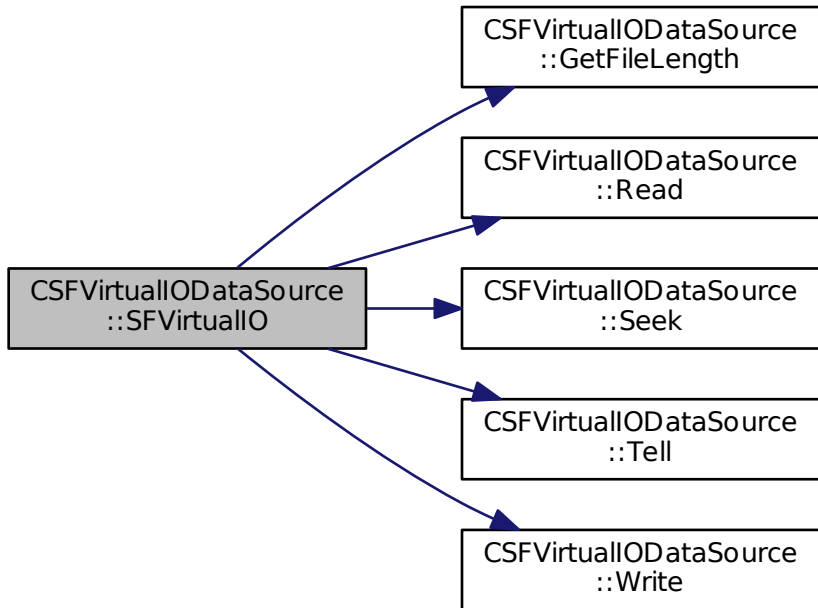 CSFVirtualIODataSource
::GetFileLength
CSFVirtualIODataSource
::Read
CSFVirtualIODataSource
::SFVirtualIO
CSFVirtualIODataSource
::Seek
CSFVirtualIODataSource
::Tell
CSFVirtualIODataSource
::Write